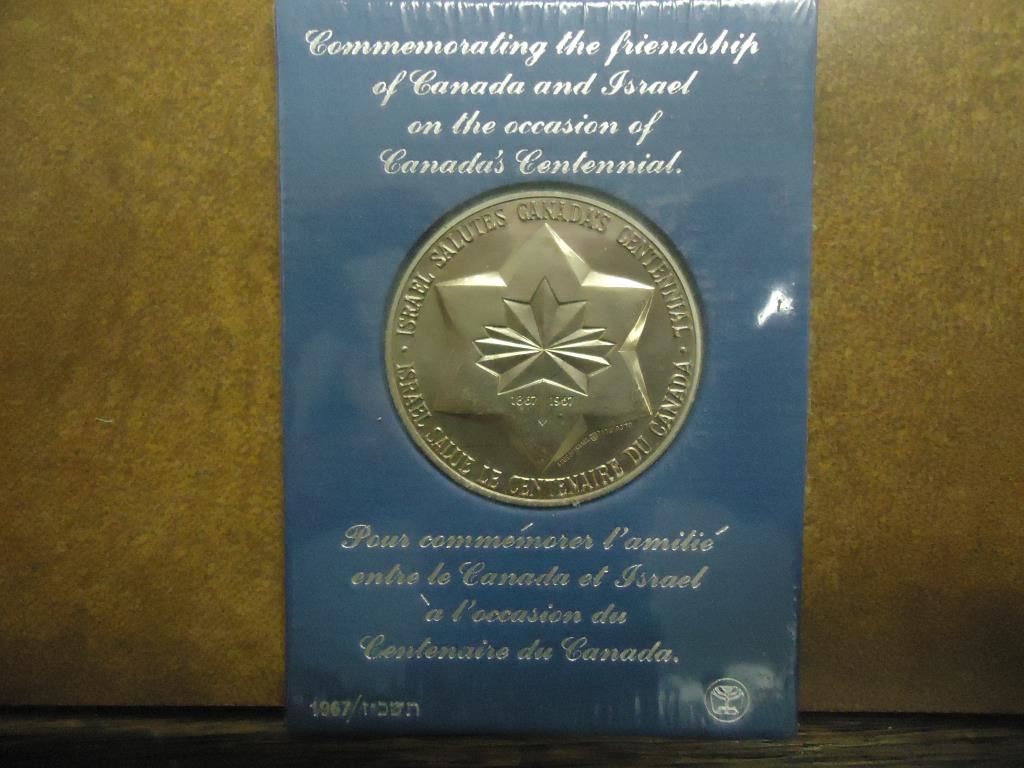 Commemorating the friendship
of Canada and Israel
on the occasion of
Canada's Centennial.
· ISRAEL SALUTES CANADA'S CENTENNIAL ·
ISRAEL SALUE LE CENTENAIRE DU CANADA
1867 1967
Pour commémorer l'amitié
entre le Canada et Israel
à l'occasion du
Centenaire du Canada.
1967/תשכ״ז